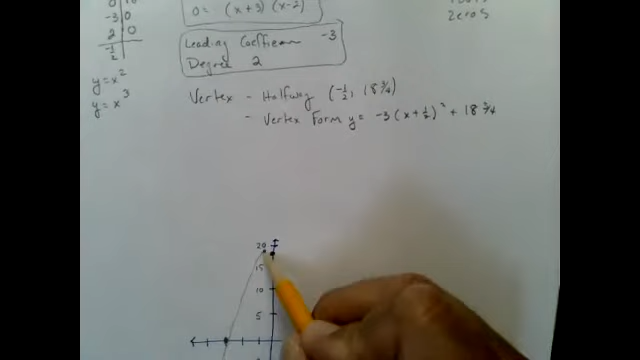 0 = (x+3)(x-2)
zeros
-3 | 0
2 | 0
-1/2 |
Leading Coefficient -3
Degree 2
y = x²
y = x³
Vertex - Halfway (-1/2, 18 3/4)
- Vertex Form y = -3(x+1/2)² + 18 3/4
20
15
10
5